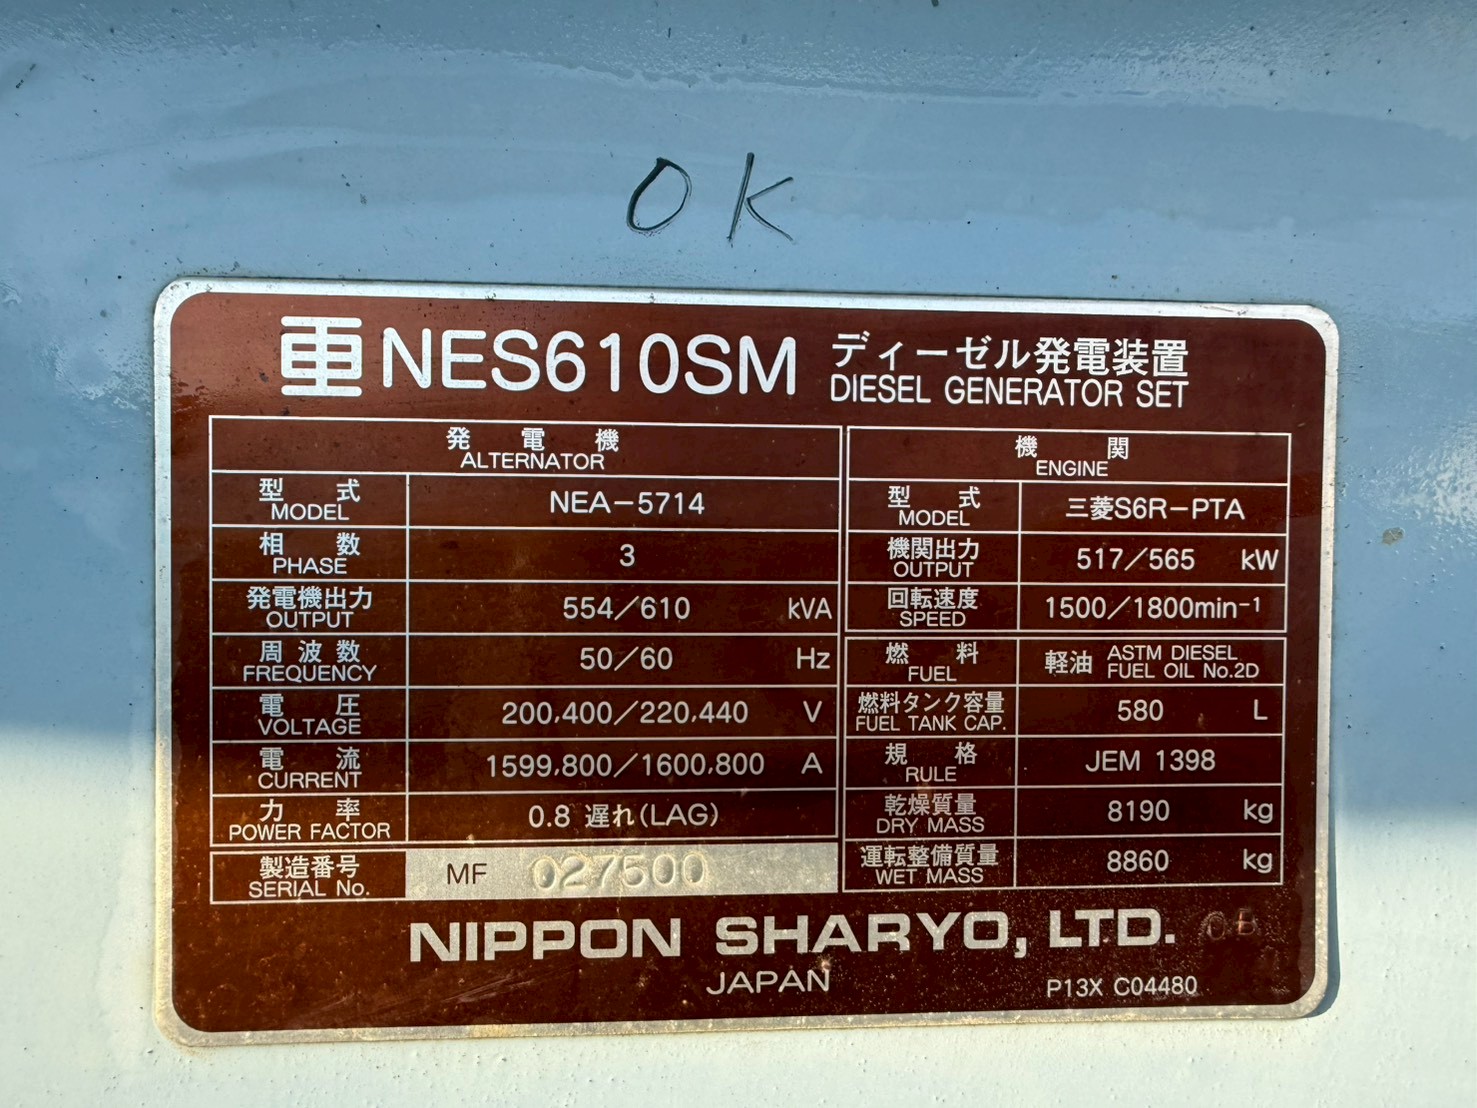 OK
NES610SM ディーゼル発電装置
DIESEL GENERATOR SET
発電機
ALTERNATOR
型式 MODEL NEA-5714
相数 PHASE 3
発電機出力 OUTPUT 554/610 kVA
周波数 FREQUENCY 50/60 Hz
電圧 VOLTAGE 200,400/220,440 V
電流 CURRENT 1599,800/1600,800 A
力率 POWER FACTOR 0.8 遅れ(LAG)
製造番号 SERIAL No. MF 027500
機関
ENGINE
型式 MODEL 三菱S6R-PTA
機関出力 OUTPUT 517/565 kW
回転速度 SPEED 1500/1800min⁻¹
燃料 FUEL 軽油 ASTM DIESEL FUEL OIL No.2D
燃料タンク容量 FUEL TANK CAP. 580 L
規格 RULE JEM 1398
乾燥質量 DRY MASS 8190 kg
運転整備質量 WET MASS 8860 kg
NIPPON SHARYO, LTD.
JAPAN
P13X C04480